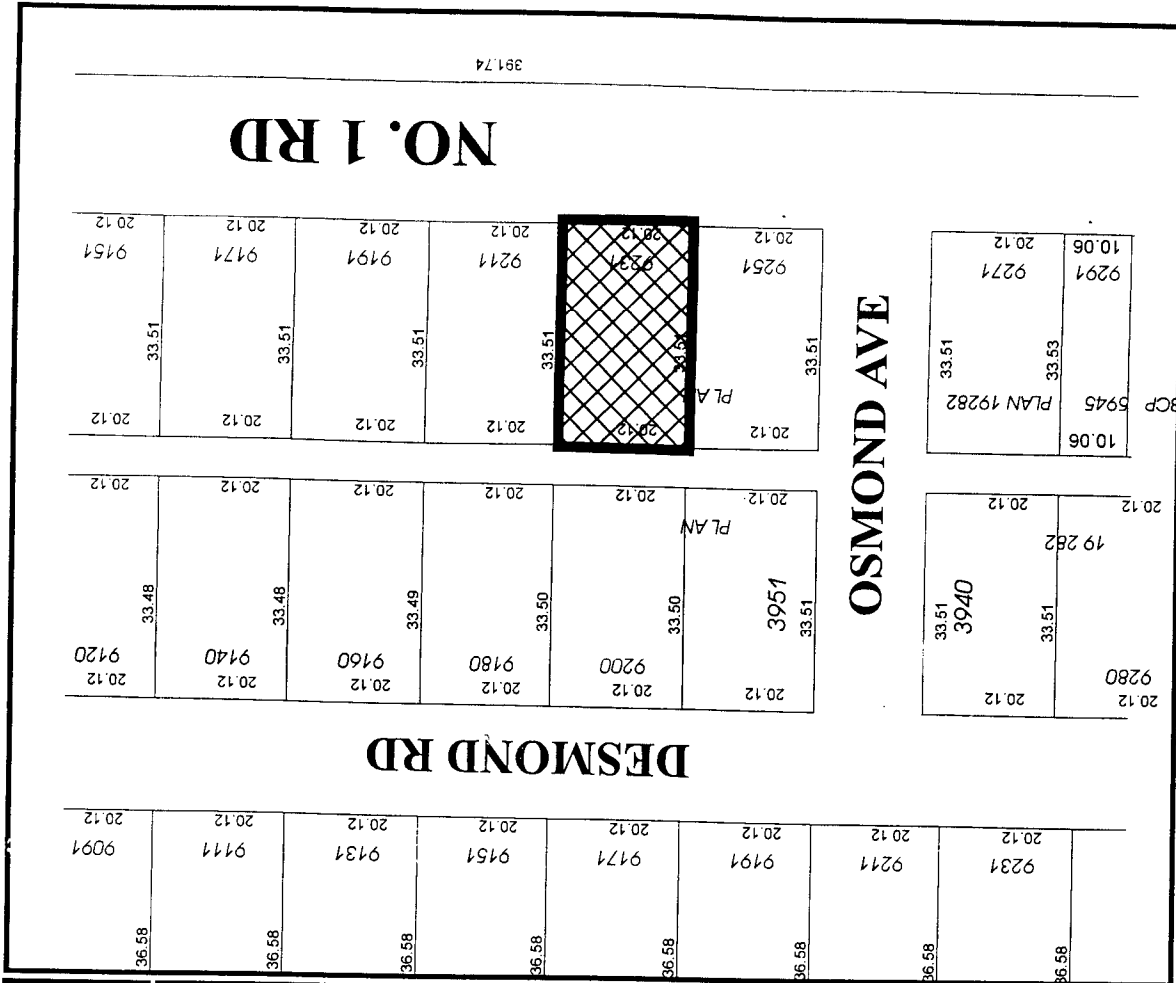 391.74
NO. 1 RD
20.12 20.12 20.12 20.12 20.12 20.12 20.12 10.06
9151 9171 9191 9211 9231 9251 9271 9291
33.51 33.51 33.51 33.51 33.51 33.51 33.51 33.53
PLAN PLAN 19282 5945 BCP
20.12 20.12 20.12 20.12 20.12 20.12 10.06
OSMOND AVE
20.12 20.12 20.12 20.12 20.12 20.12 20.12 20.12
PLAN 19282
33.48 33.48 33.49 33.50 33.50 3951 33.51 33.51 3940 33.51
9120 9140 9160 9180 9200 9280
20.12 20.12 20.12 20.12 20.12 20.12 20.12 20.12
DESMOND RD
20.12 20.12 20.12 20.12 20.12 20.12 20.12 20.12
9091 9111 9131 9151 9171 9191 9211 9231
36.58 36.58 36.58 36.58 36.58 36.58 36.58 36.58